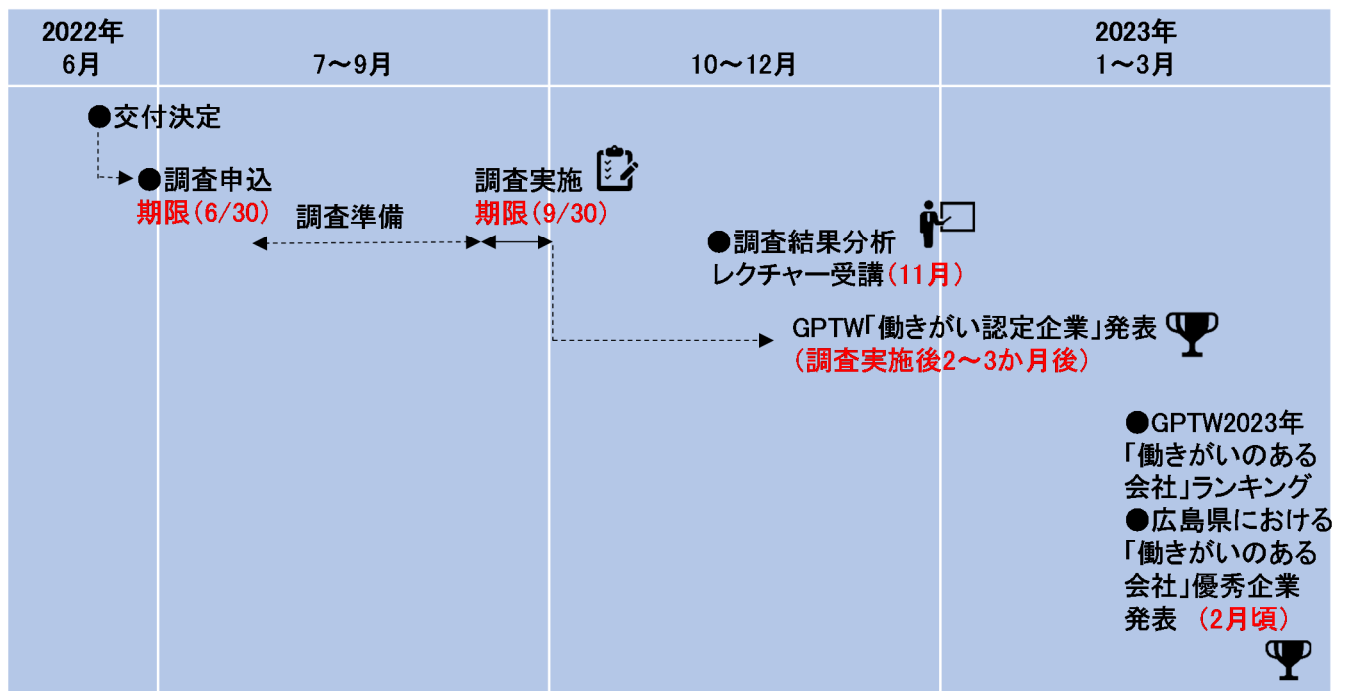 2022年
6月
7～9月
10～12月
2023年
1～3月
●交付決定
●調査申込
期限（6/30）
調査準備
調査実施
期限（9/30）
●調査結果分析
レクチャー受講（11月）
GPTW「働きがい認定企業」発表
（調査実施後2～3か月後）
●GPTW2023年
「働きがいのある
会社」ランキング
●広島県における
「働きがいのある
会社」優秀企業
発表　（2月頃）